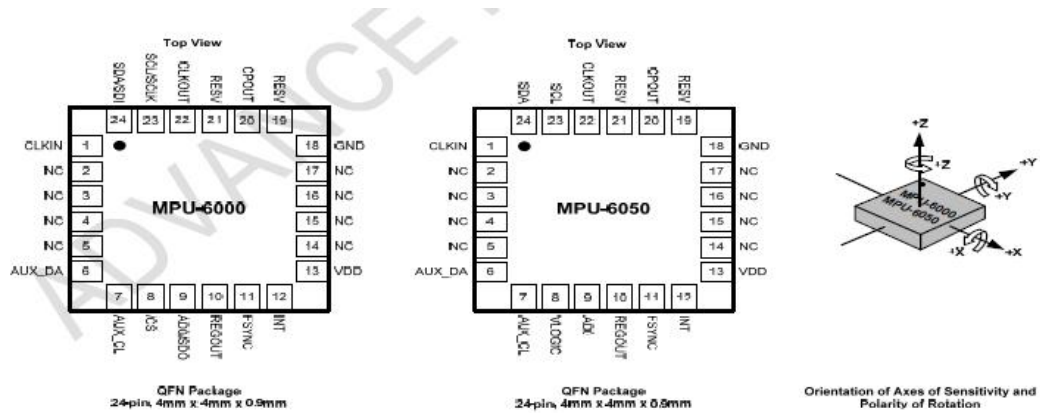 ADVANCE
Top View
SDA/SDI
SCL/SCLK
CLKOUT
RESV
CPOUT
RESV
24 23 22 21 20 19
CLKIN 1
NC 2
NC 3
NC 4
NC 5
AUX_DA 6
MPU-6000
18 GND
17 NC
16 NC
15 NC
14 NC
13 VDD
7 8 9 10 11 12
AUX_CL
/CS
AD0/SDO
REGOUT
FSYNC
INT
QFN Package
24-pin, 4mm x 4mm x 0.9mm
Top View
SDA
SCL
CLKOUT
RESV
CPOUT
RESV
24 23 22 21 20 19
CLKIN 1
NC 2
NC 3
NC 4
NC 5
AUX_DA 6
MPU-6050
18 GND
17 NC
16 NC
15 NC
14 NC
13 VDD
7 8 9 10 11
AUX_CL
VLOGIC
AD0
REGOUT
FSYNC
INT
QFN Package
24-pin, 4mm x 4mm x 0.9mm
+Z
+Z
+Y
+Y
MPU-6000
MPU-6050
+X
+X
Orientation of Axes of Sensitivity and
Polarity of Rotation